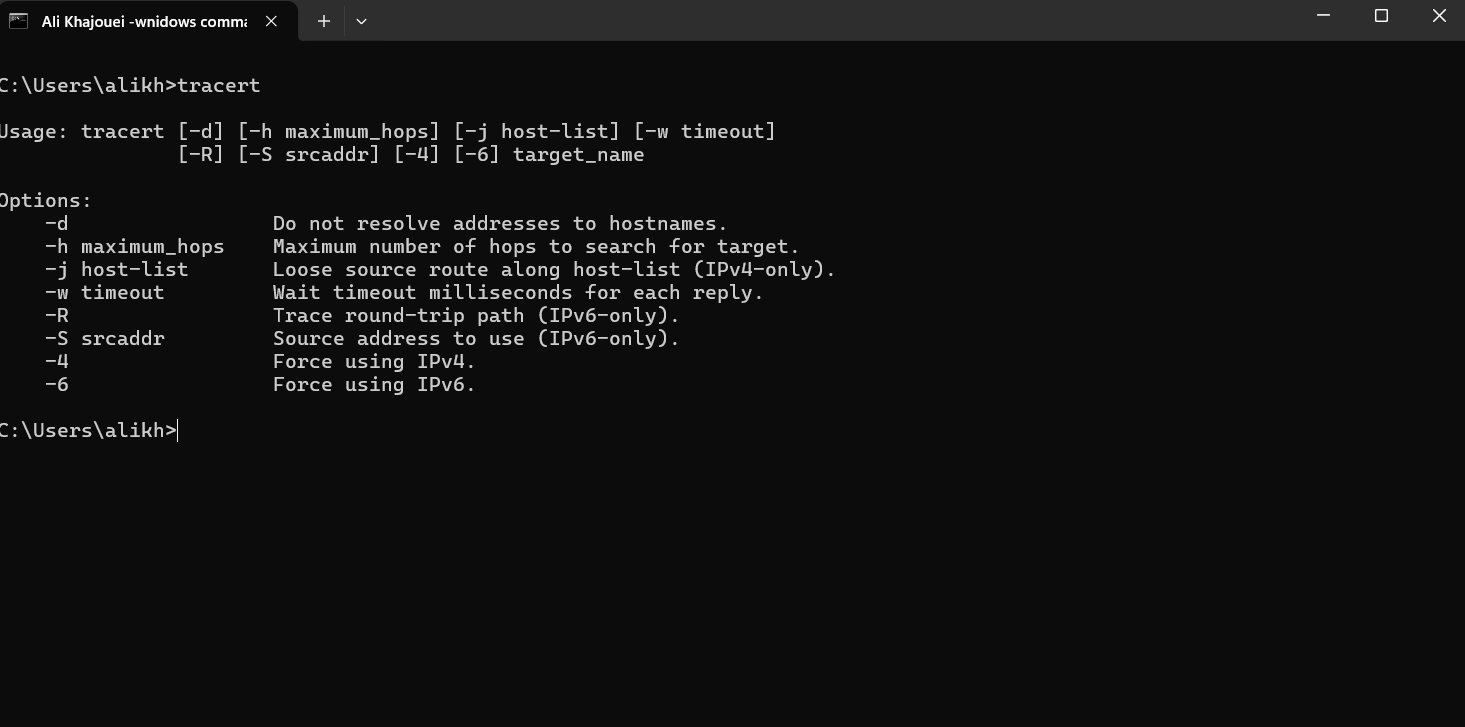 Ali Khajouei -wnidows comma
C:\Users\alikh>tracert
Usage: tracert [-d] [-h maximum_hops] [-j host-list] [-w timeout]
               [-R] [-S srcaddr] [-4] [-6] target_name
Options:
    -d                 Do not resolve addresses to hostnames.
    -h maximum_hops    Maximum number of hops to search for target.
    -j host-list       Loose source route along host-list (IPv4-only).
    -w timeout         Wait timeout milliseconds for each reply.
    -R                 Trace round-trip path (IPv6-only).
    -S srcaddr         Source address to use (IPv6-only).
    -4                 Force using IPv4.
    -6                 Force using IPv6.
C:\Users\alikh>